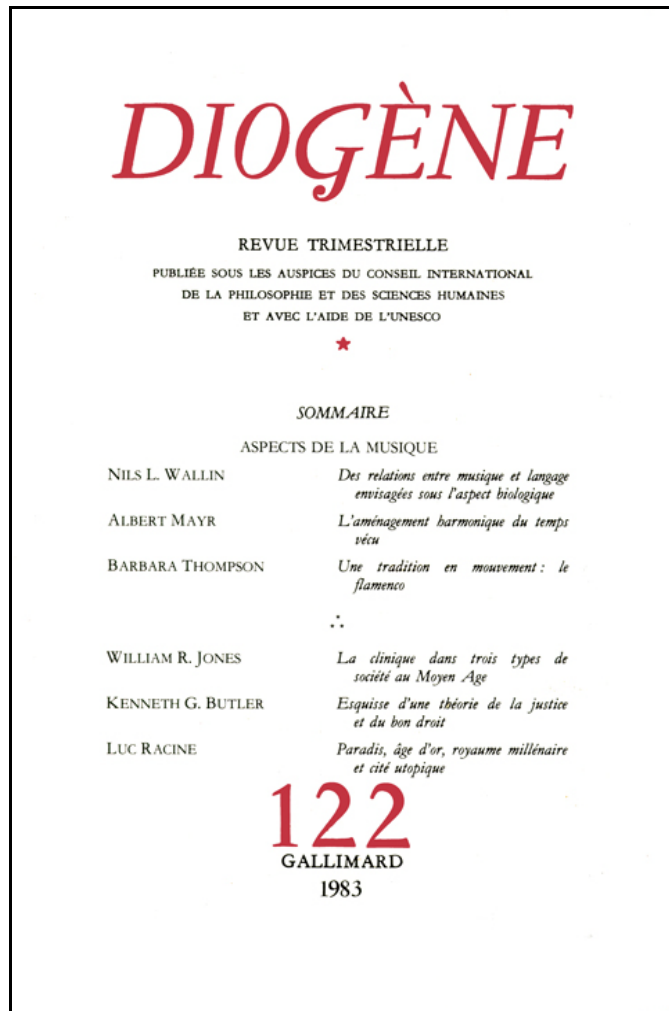 DIOGÈNE
REVUE TRIMESTRIELLE
PUBLIÉE SOUS LES AUSPICES DU CONSEIL INTERNATIONAL
DE LA PHILOSOPHIE ET DES SCIENCES HUMAINES
ET AVEC L'AIDE DE L'UNESCO
SOMMAIRE
ASPECTS DE LA MUSIQUE
NILS L. WALLIN Des relations entre musique et langage
envisagées sous l'aspect biologique
ALBERT MAYR L'aménagement harmonique du temps
vécu
BARBARA THOMPSON Une tradition en mouvement : le
flamenco
WILLIAM R. JONES La clinique dans trois types de
société au Moyen Age
KENNETH G. BUTLER Esquisse d'une théorie de la justice
et du bon droit
LUC RACINE Paradis, âge d'or, royaume millénaire
et cité utopique
122
GALLIMARD
1983